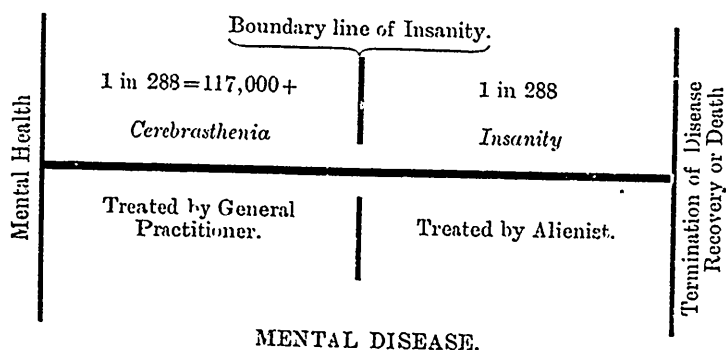 Boundary line of Insanity.
Mental Health
1 in 288=117,000+
Cerebrasthenia
1 in 288
Insanity
Treated by General
Practitioner.
Treated by Alienist.
Termination of Disease
Recovery or Death
MENTAL DISEASE.